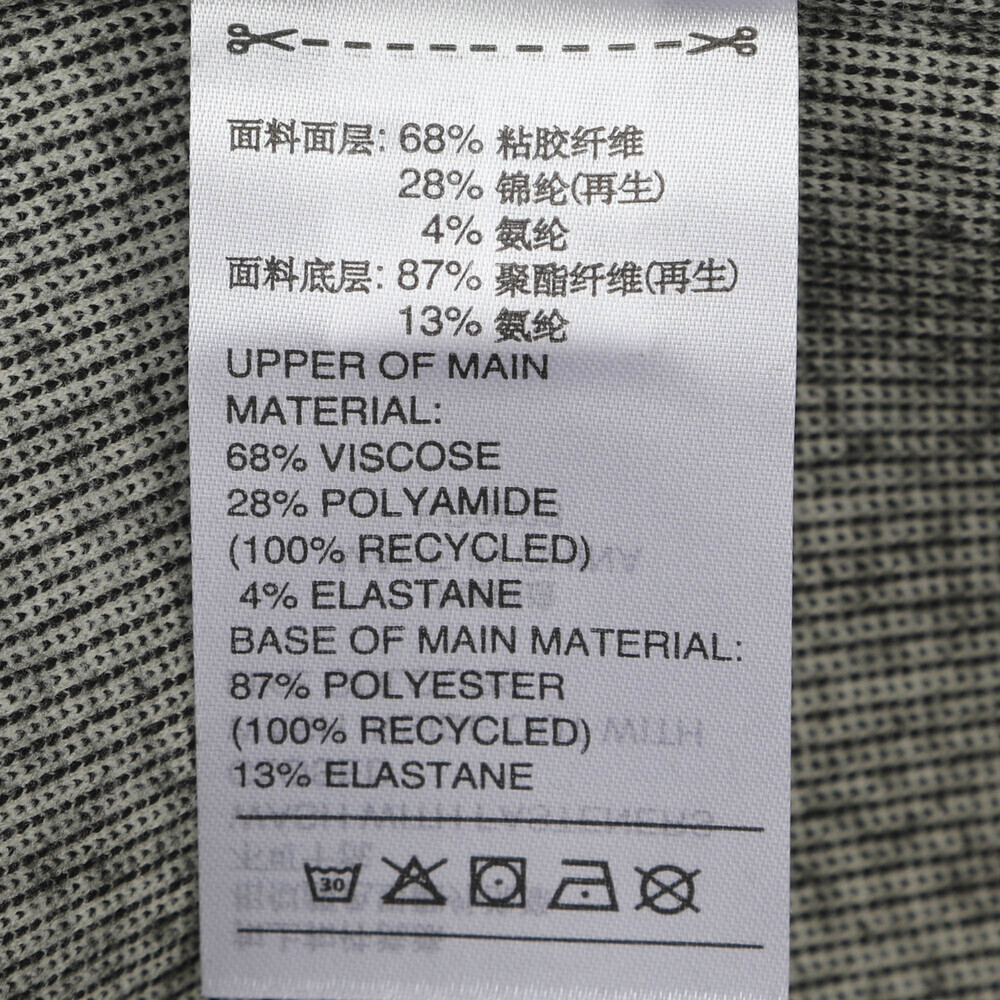 面料面层: 68% 粘胶纤维
28% 锦纶(再生)
4% 氨纶
面料底层: 87% 聚酯纤维(再生)
13% 氨纶
UPPER OF MAIN
MATERIAL:
68% VISCOSE
28% POLYAMIDE
(100% RECYCLED)
4% ELASTANE
BASE OF MAIN MATERIAL:
87% POLYESTER
(100% RECYCLED)
13% ELASTANE
30